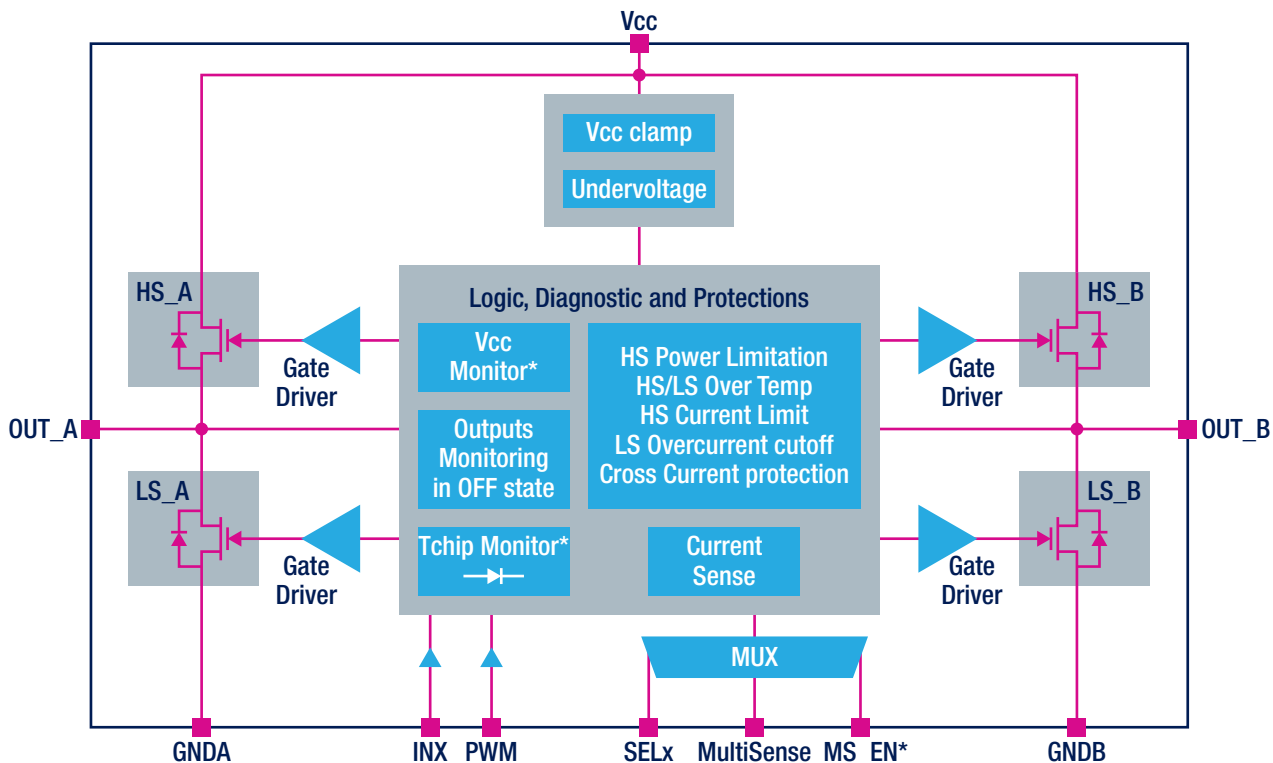 Vcc
Vcc clamp
Undervoltage
HS_A
HS_B
Logic, Diagnostic and Protections
Gate
Driver
Vcc
Monitor*
HS Power Limitation
HS/LS Over Temp
HS Current Limit
LS Overcurrent cutoff
Cross Current protection
Gate
Driver
OUT_A
OUT_B
Outputs
Monitoring
in OFF state
LS_A
LS_B
Gate
Driver
Tchip Monitor*
Current
Sense
Gate
Driver
MUX
GNDA
INX
PWM
SELx
MultiSense
MS_EN*
GNDB